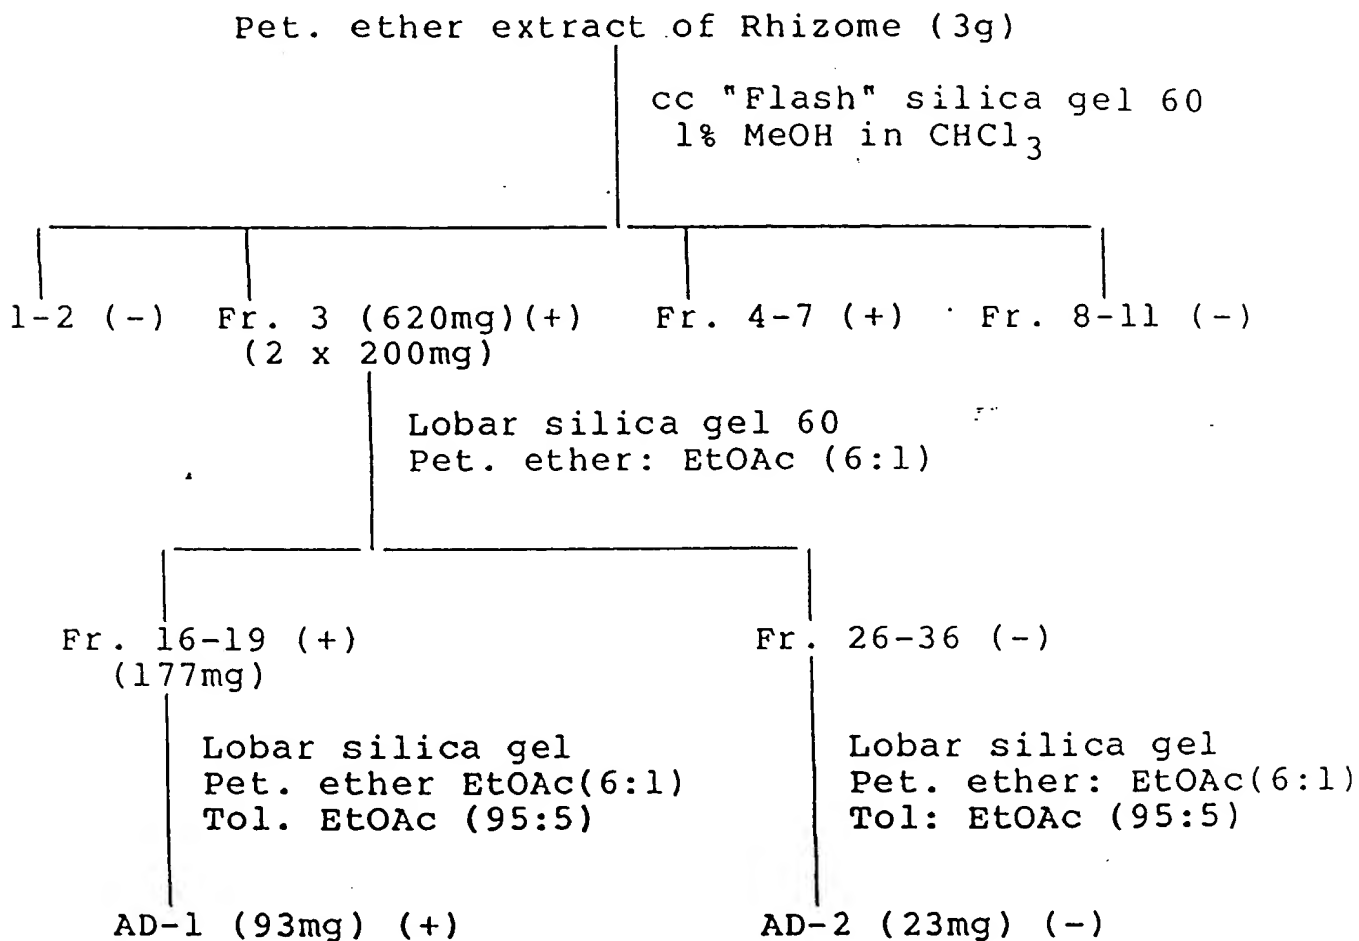 Pet. ether extract of Rhizome (3g)
cc "Flash" silica gel 60
1% MeOH in CHCl3
1-2 (-) Fr. 3 (620mg)(+) Fr. 4-7 (+) Fr. 8-11 (-)
(2 x 200mg)
Lobar silica gel 60
Pet. ether: EtOAc (6:1)
Fr. 16-19 (+) Fr. 26-36 (-)
(177mg)
Lobar silica gel Lobar silica gel
Pet. ether EtOAc(6:1) Pet. ether: EtOAc(6:1)
Tol. EtOAc (95:5) Tol: EtOAc (95:5)
AD-1 (93mg) (+) AD-2 (23mg) (-)